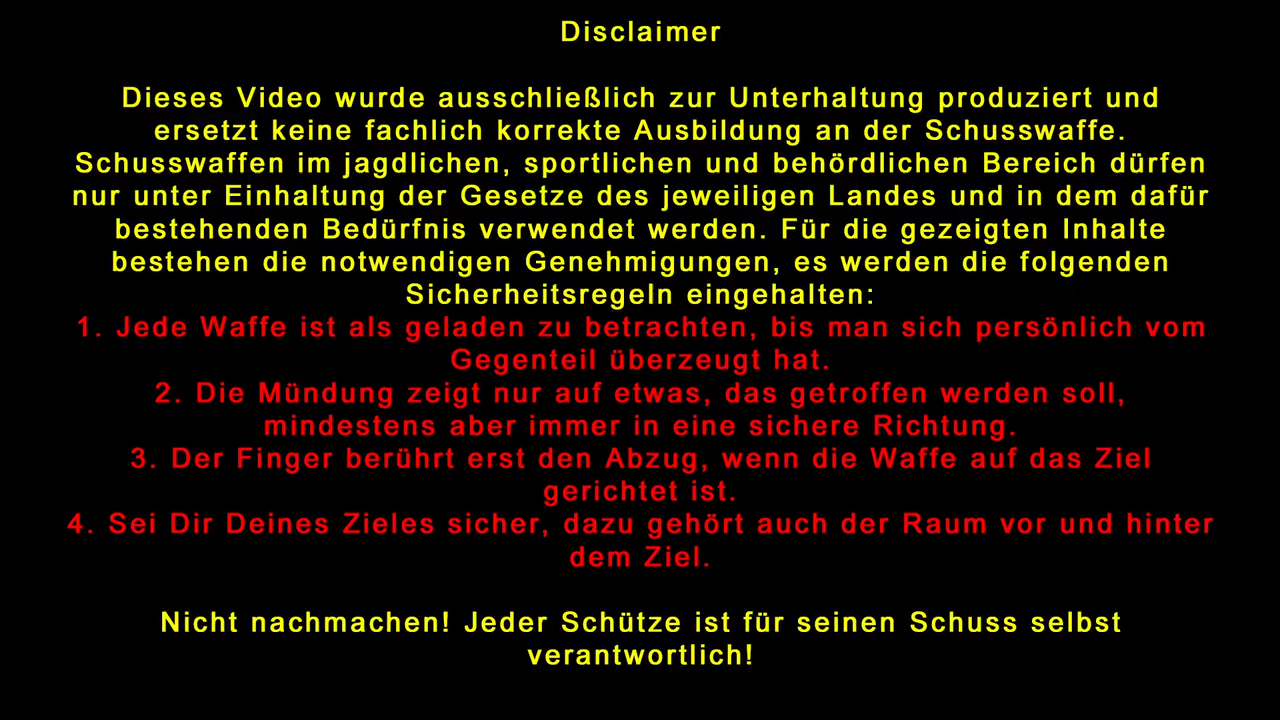 Disclaimer
Dieses Video wurde ausschließlich zur Unterhaltung produziert und
ersetzt keine fachlich korrekte Ausbildung an der Schusswaffe.
Schusswaffen im jagdlichen, sportlichen und behördlichen Bereich dürfen
nur unter Einhaltung der Gesetze des jeweiligen Landes und in dem dafür
bestehenden Bedürfnis verwendet werden. Für die gezeigten Inhalte
bestehen die notwendigen Genehmigungen, es werden die folgenden
Sicherheitsregeln eingehalten:
1. Jede Waffe ist als geladen zu betrachten, bis man sich persönlich vom
Gegenteil überzeugt hat.
2. Die Mündung zeigt nur auf etwas, das getroffen werden soll,
mindestens aber immer in eine sichere Richtung.
3. Der Finger berührt erst den Abzug, wenn die Waffe auf das Ziel
gerichtet ist.
4. Sei Dir Deines Zieles sicher, dazu gehört auch der Raum vor und hinter
dem Ziel.
Nicht nachmachen! Jeder Schütze ist für seinen Schuss selbst
verantwortlich!